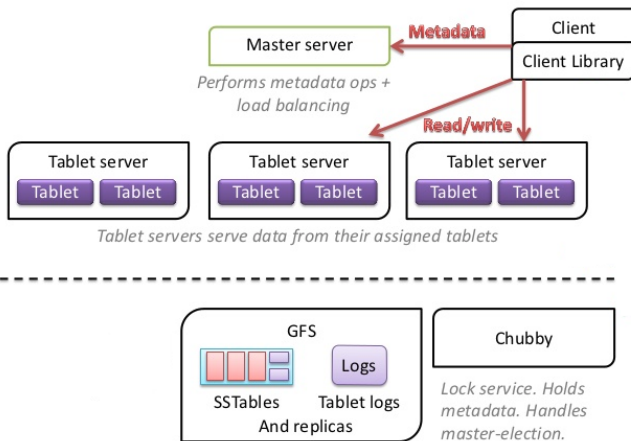 Client
Metadata
Master server
Client Library
Performs metadata ops +
load balancing
Read/write
Tablet server
Tablet Tablet
Tablet server
Tablet Tablet
Tablet server
Tablet Tablet
Tablet servers serve data from their assigned tablets
GFS
Logs
SSTables
Tablet logs
And replicas
Chubby
Lock service. Holds
metadata. Handles
master-election.